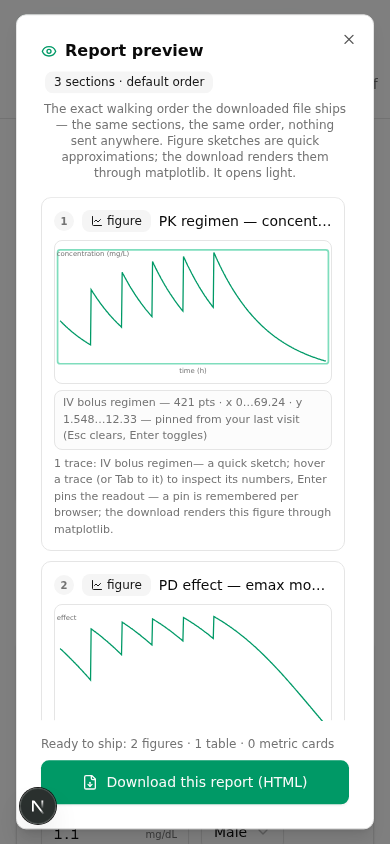 Report preview
3 sections · default order
The exact walking order the downloaded file ships
— the same sections, the same order, nothing
sent anywhere. Figure sketches are quick
approximations; the download renders them
through matplotlib. It opens light.
1 figure PK regimen — concent...
concentration (mg/L)
time (h)
IV bolus regimen — 421 pts · x 0...69.24 · y
1.548...12.33 — pinned from your last visit
(Esc clears, Enter toggles)
1 trace: IV bolus regimen— a quick sketch; hover
a trace (or Tab to it) to inspect its numbers, Enter
pins the readout — a pin is remembered per
browser; the download renders this figure through
matplotlib.
2 figure PD effect — emax mo...
effect
Ready to ship: 2 figures · 1 table · 0 metric cards
Download this report (HTML)
N
1.1 mg/dL Male